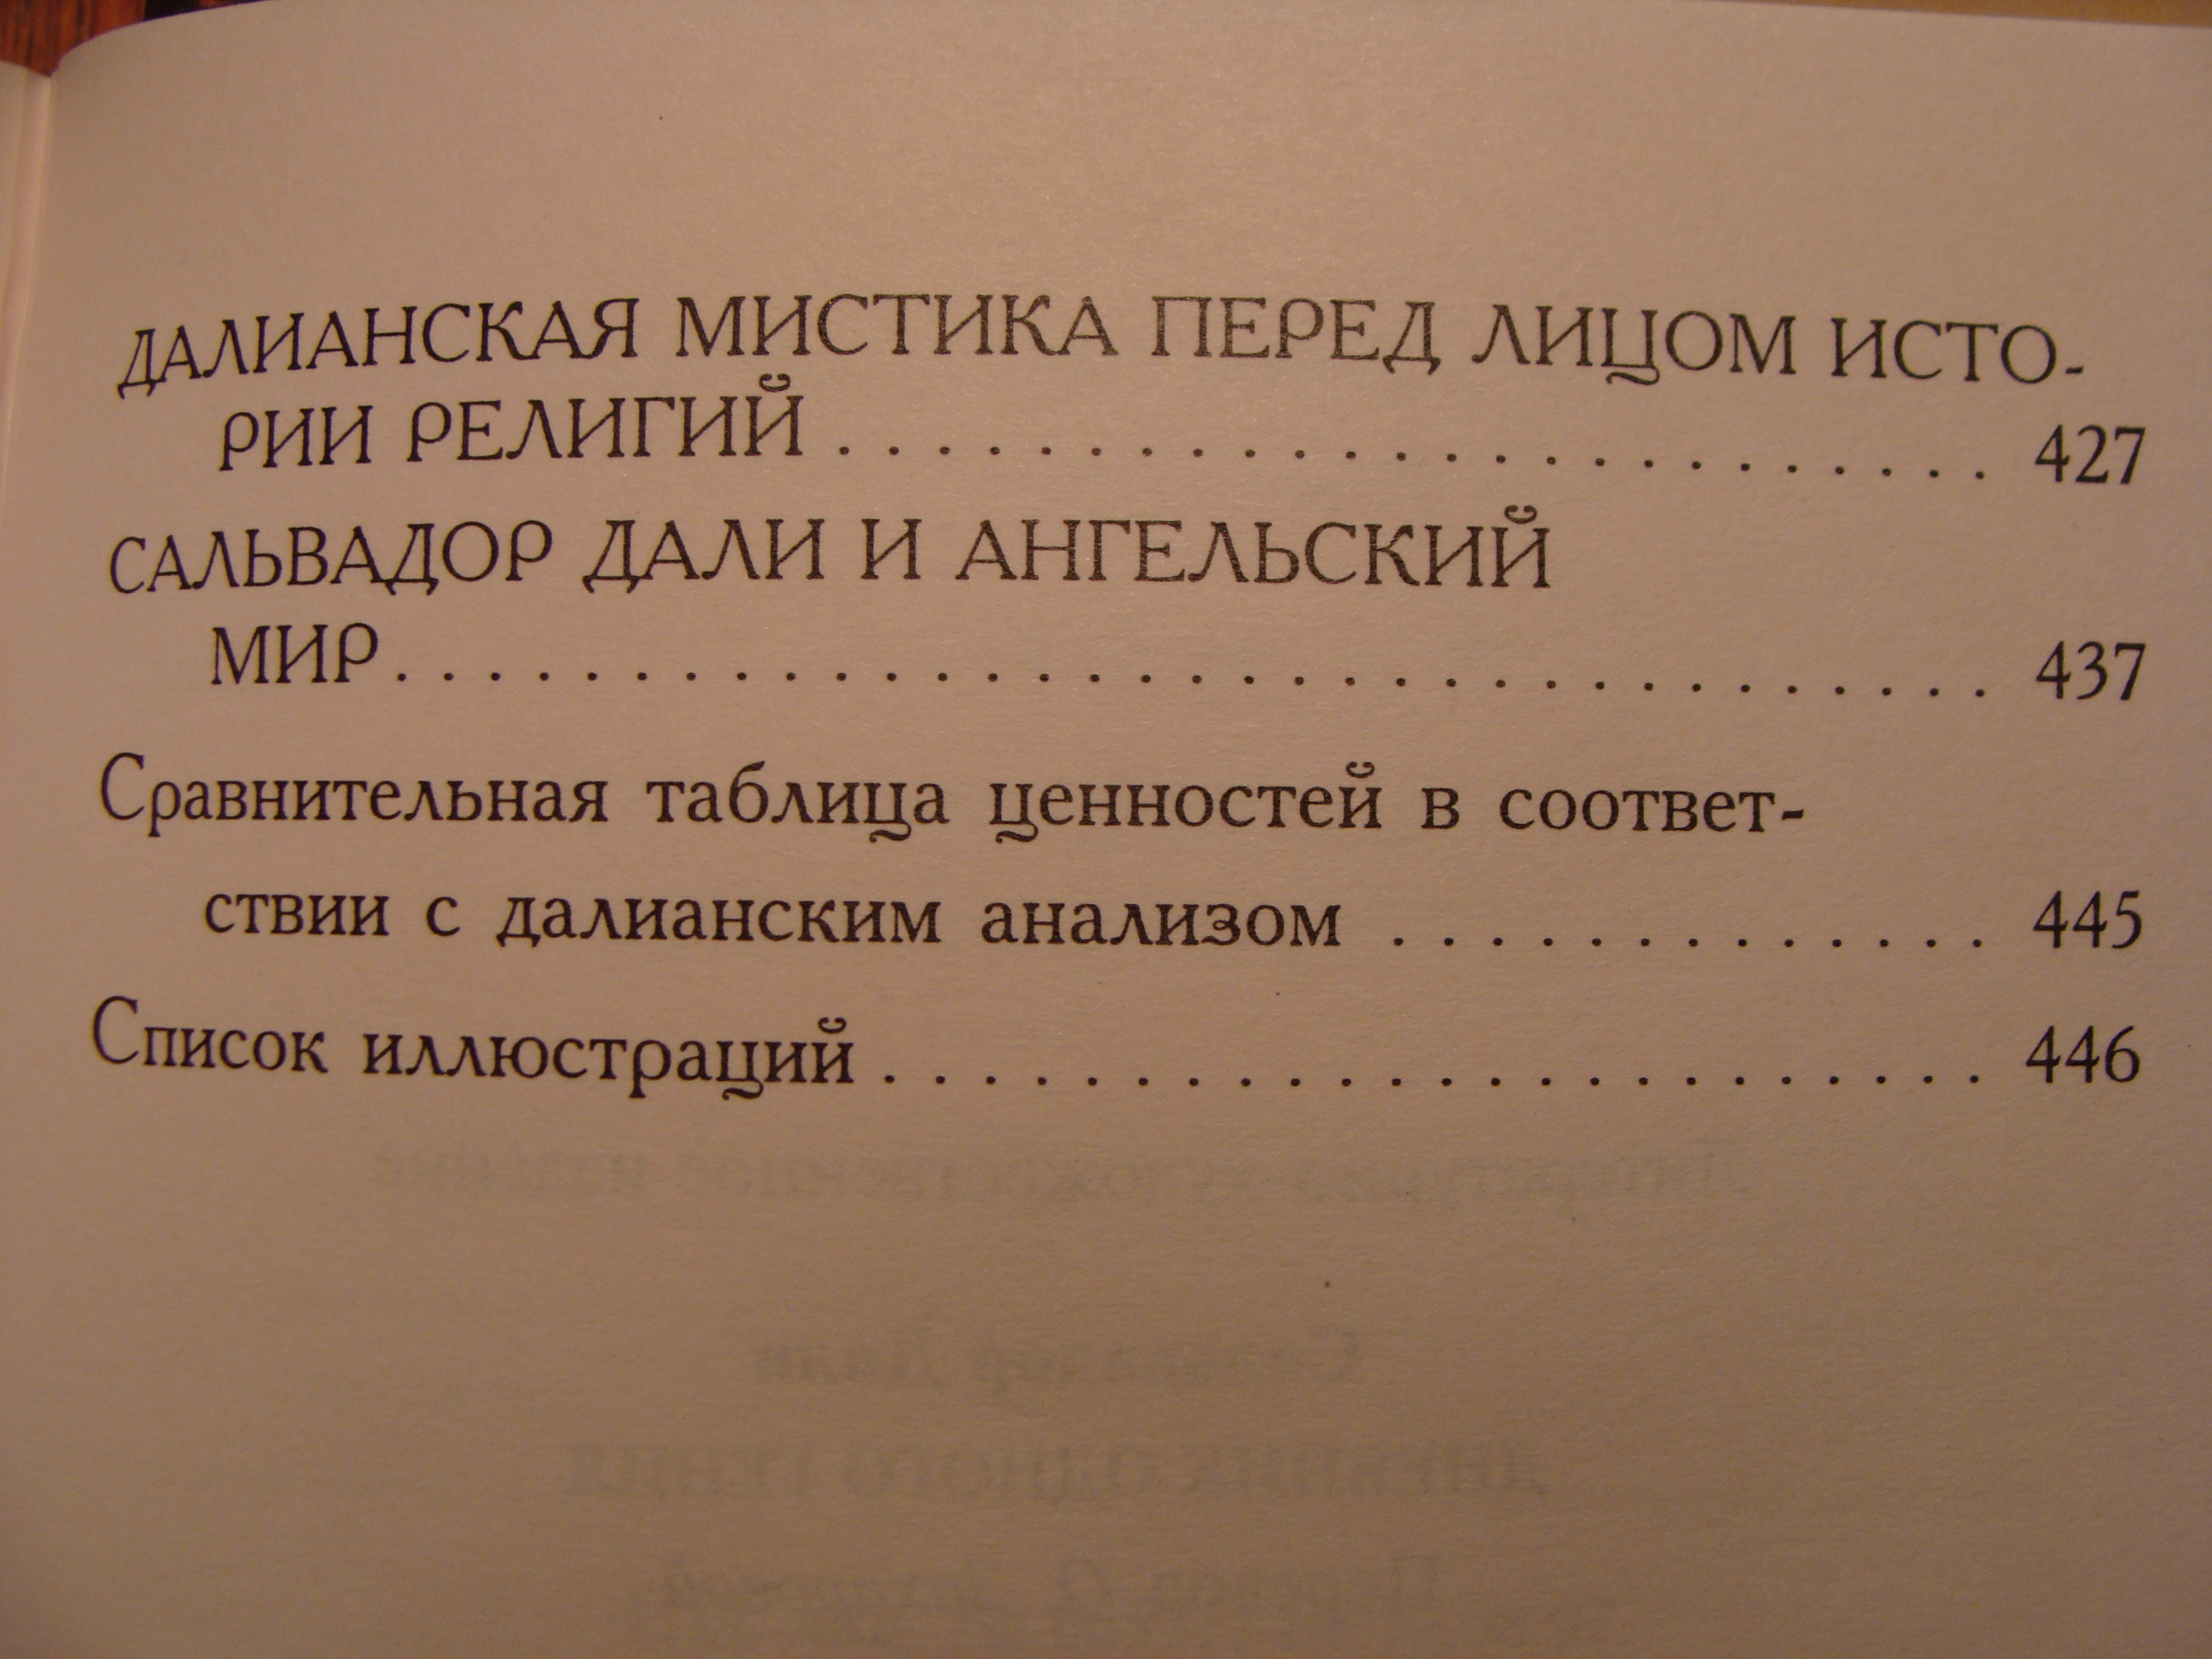 ДАЛИАНСКАЯ МИСТИКА ПЕРЕД ЛИЦОМ ИСТО-
РИИ РЕЛИГИЙ . . . . . . . . . . . . . . . . . . . . . . . 427
САЛЬВАДОР ДАЛИ И АНГЕЛЬСКИЙ
МИР. . . . . . . . . . . . . . . . . . . . . . . . . . . . . . . . 437
Сравнительная таблица ценностей в соответ-
ствии с далианским анализом . . . . . . . . . . . . 445
Список иллюстраций . . . . . . . . . . . . . . . . . . . . . . 446